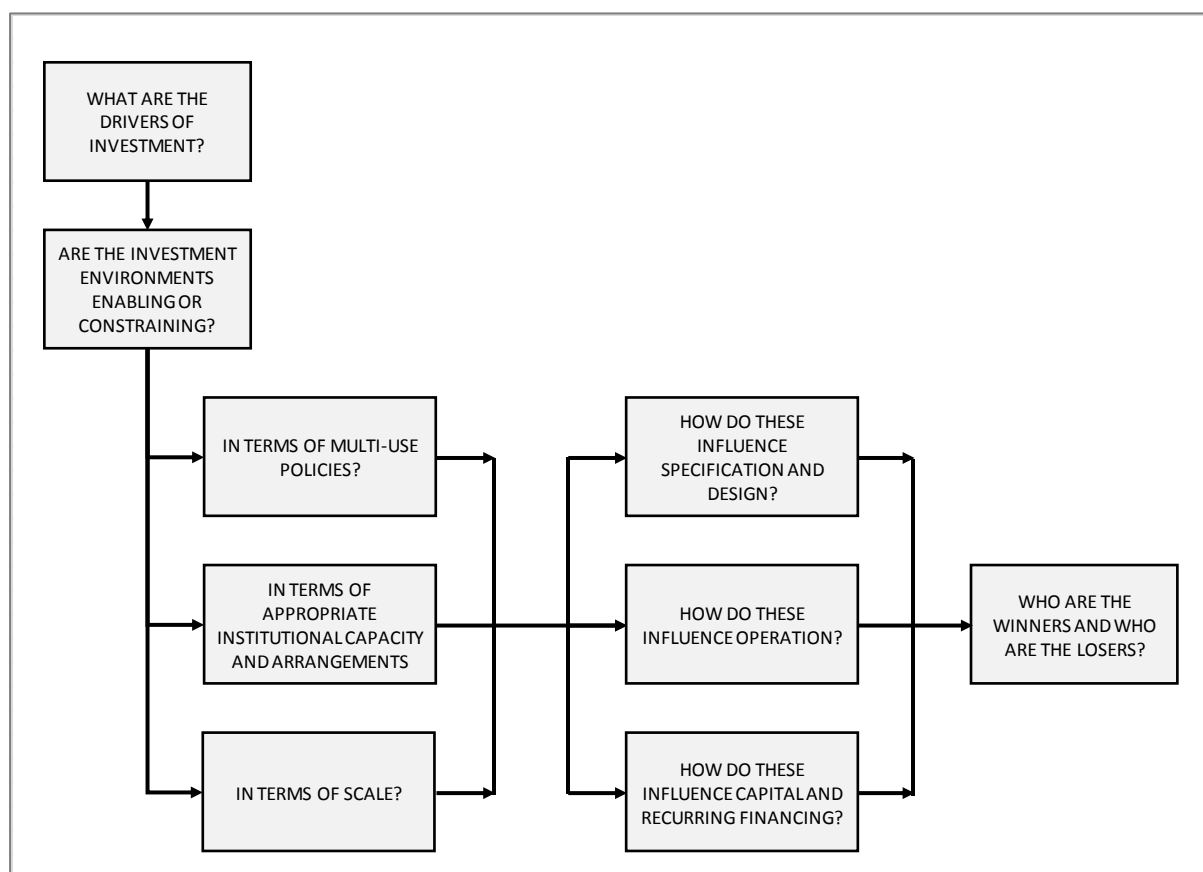 WHAT ARE THE
DRIVERS OF
INVESTMENT?
ARE THE INVESTMENT
ENVIRONMENTS
ENABLING OR
CONSTRAINING?
IN TERMS OF MULTI-USE
POLICIES?
IN TERMS OF
APPROPRIATE
INSTITUTIONAL CAPACITY
AND ARRANGEMENTS
IN TERMS OF SCALE?
HOW DO THESE
INFLUENCE
SPECIFICATION AND
DESIGN?
HOW DO THESE
INFLUENCE OPERATION?
HOW DO THESE
INFLUENCE CAPITAL AND
RECURRING FINANCING?
WHO ARE THE
WINNERS AND WHO
ARE THE LOSERS?